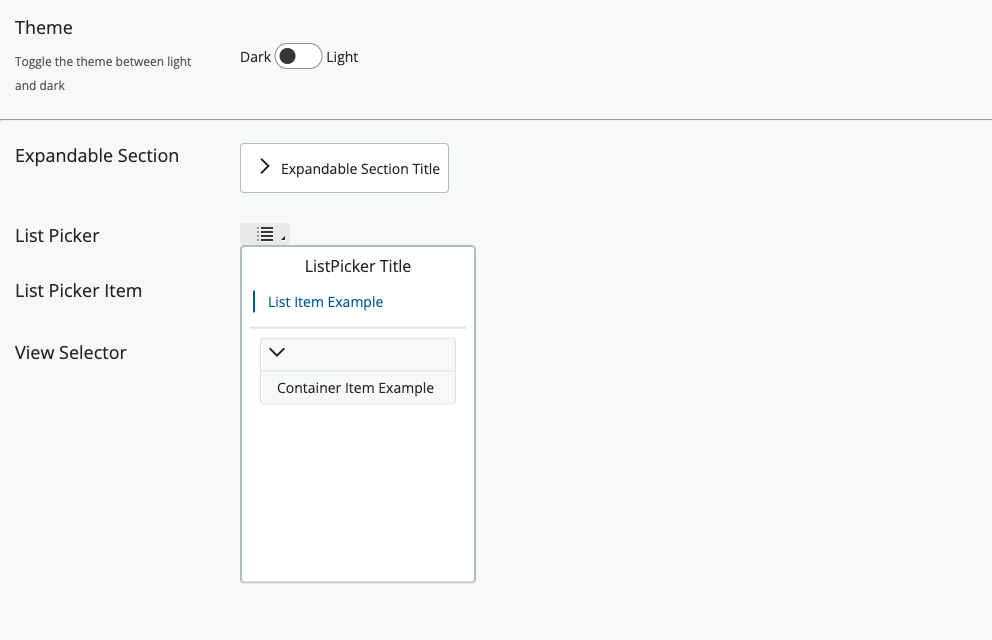 Theme
Toggle the theme between light
and dark
Dark Light
Expandable Section
Expandable Section Title
List Picker
ListPicker Title
List Picker Item
List Item Example
View Selector
Container Item Example